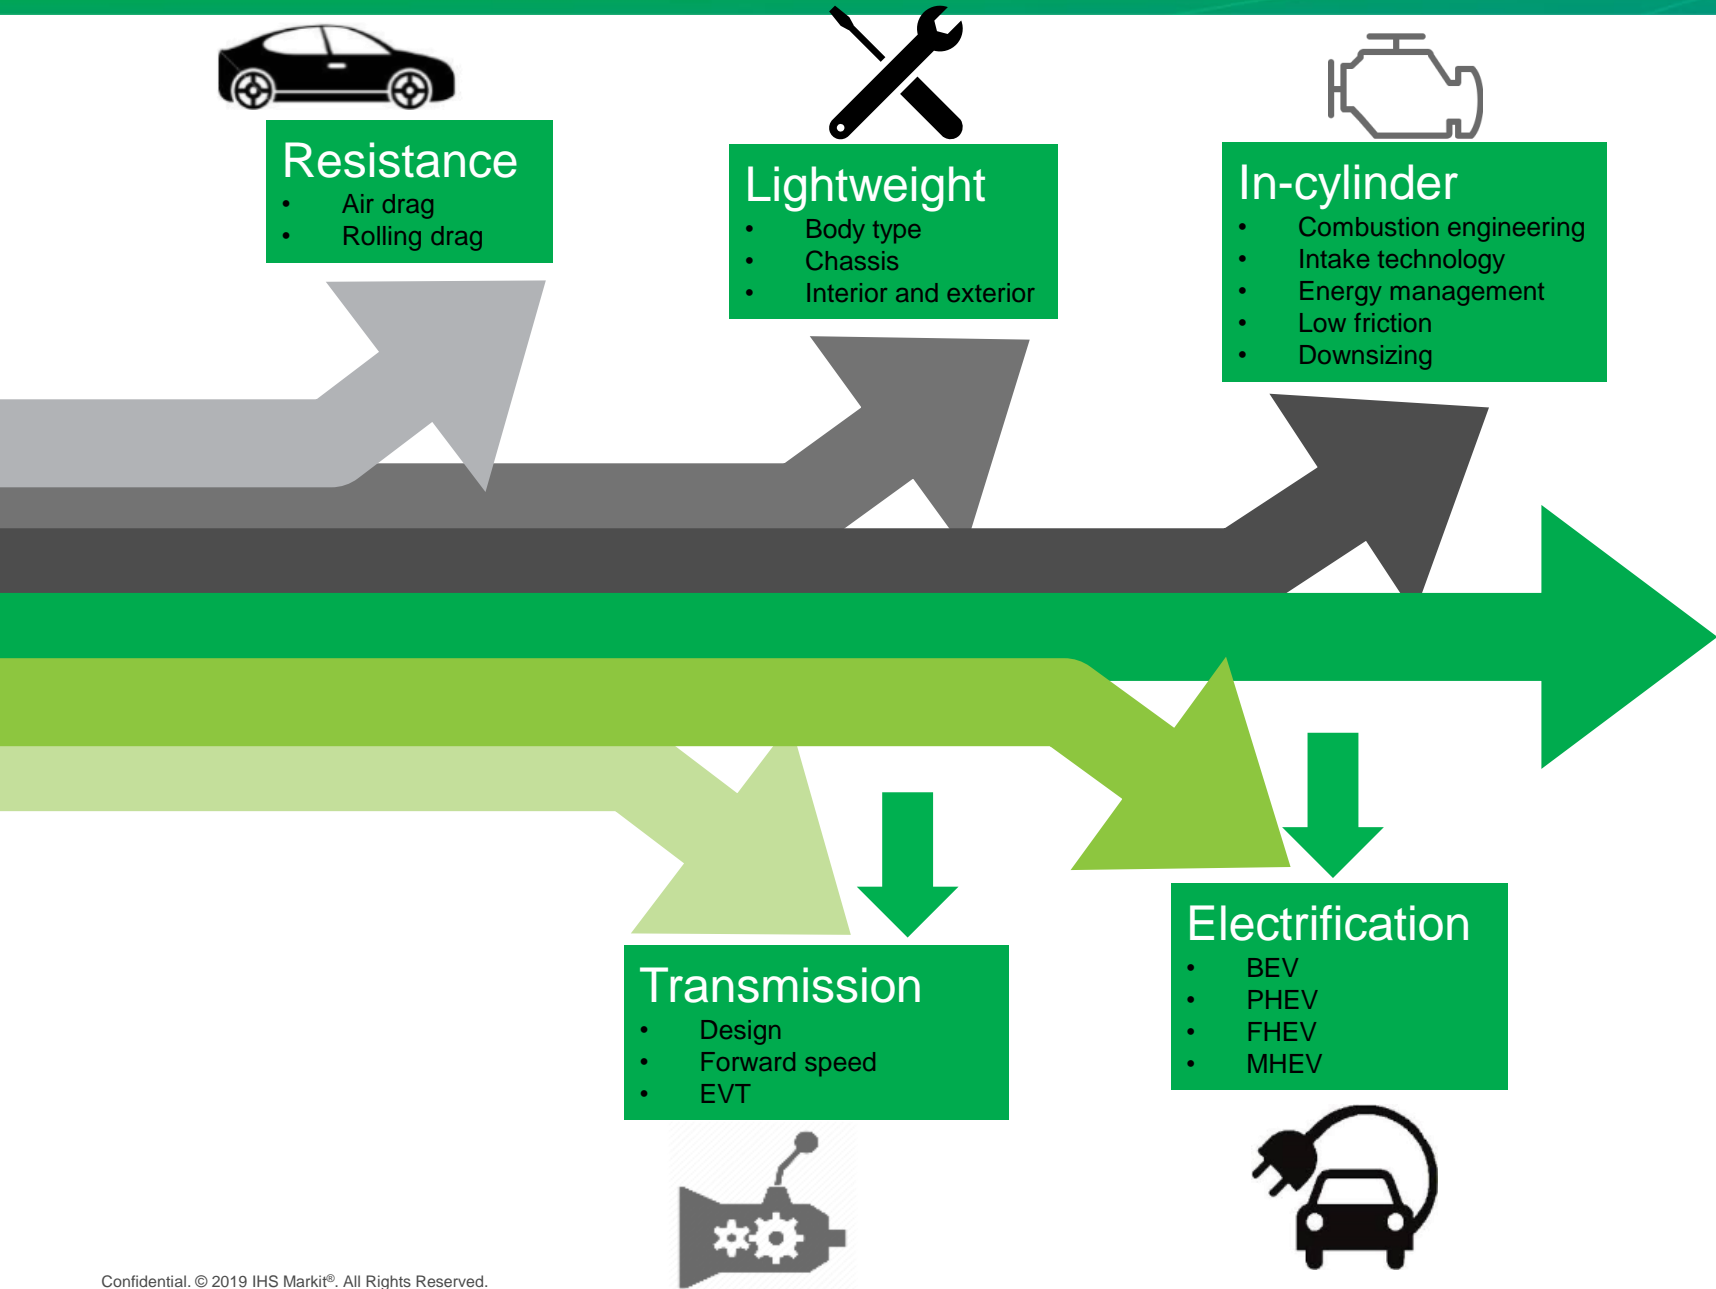 Resistance
• Air drag
• Rolling drag
Lightweight
• Body type
• Chassis
• Interior and exterior
In-cylinder
• Combustion engineering
• Intake technology
• Energy management
• Low friction
• Downsizing
Transmission
• Design
• Forward speed
• EVT
Electrification
• BEV
• PHEV
• FHEV
• MHEV
Confidential. © 2019 IHS Markit®. All Rights Reserved.